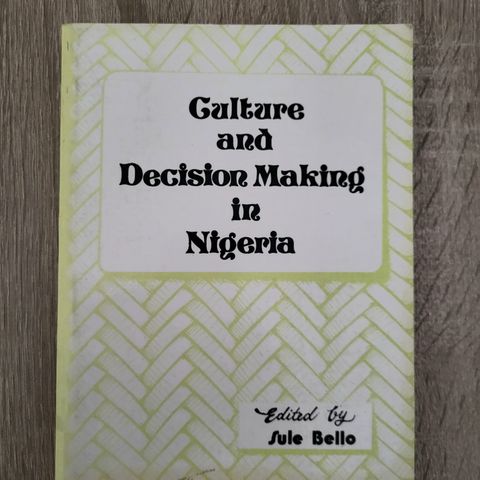 Culture
and
Decision Making
in
Nigeria
Edited by
Sule Bello